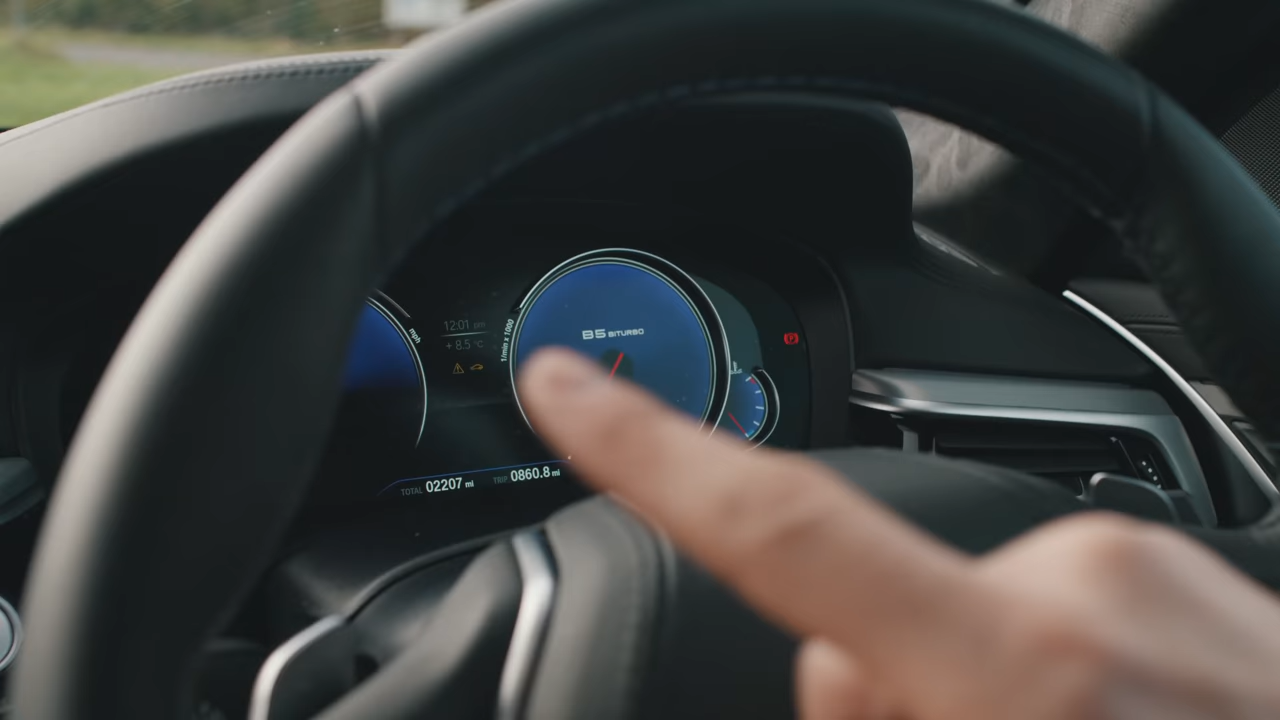 mph
12:01 pm
+ 8.5 °C
1/min x 1000
B5 BITURBO
P
TOTAL 02207 mi TRIP 0860.8 mi